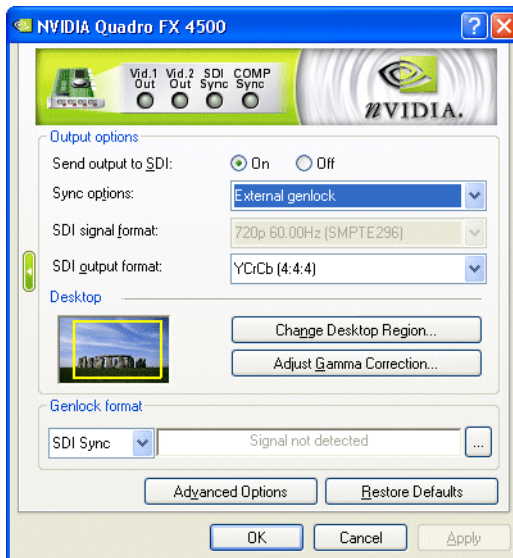 NVIDIA Quadro FX 4500
Vid.1 Out Vid.2 Out SDI Sync COMP Sync
nVIDIA.
Output options
Send output to SDI: On Off
Sync options: External genlock
SDI signal format: 720p 60.00Hz (SMPTE296)
SDI output format: YCrCb (4:4:4)
Desktop
Change Desktop Region...
Adjust Gamma Correction...
Genlock format
SDI Sync Signal not detected ...
Advanced Options Restore Defaults
OK Cancel Apply